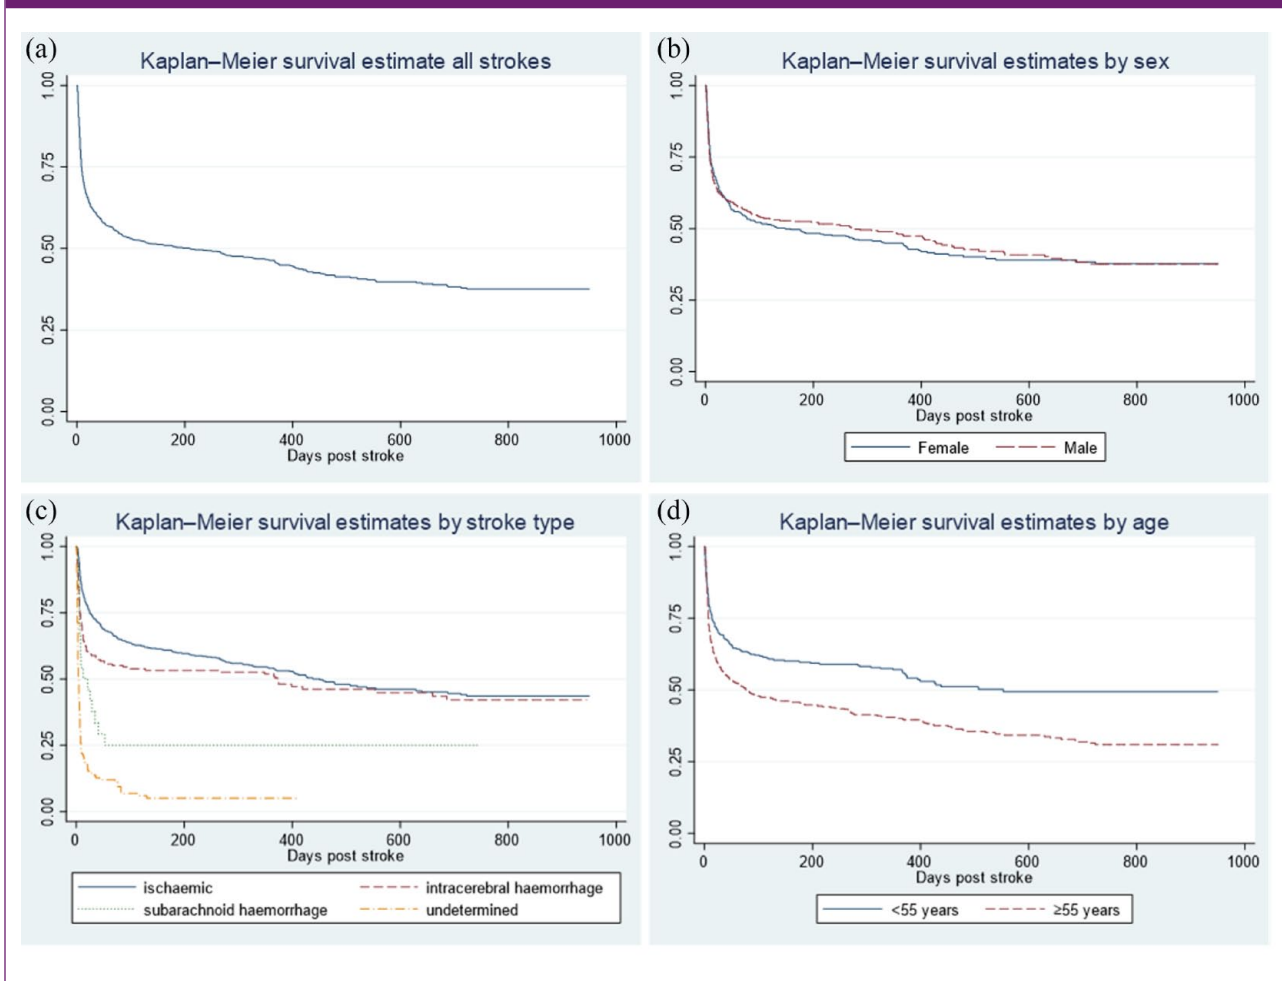 (a)
Kaplan–Meier survival estimate all strokes
1.00
0.75
0.50
0.25
0.00
0 200 400 600 800 1000
Days post stroke
(b)
Kaplan–Meier survival estimates by sex
1.00
0.75
0.50
0.25
0.00
0 200 400 600 800 1000
Days post stroke
Female Male
(c)
Kaplan–Meier survival estimates by stroke type
1.00
0.75
0.50
0.25
0.00
0 200 400 600 800 1000
Days post stroke
ischaemic intracerebral haemorrhage
subarachnoid haemorrhage undetermined
(d)
Kaplan–Meier survival estimates by age
1.00
0.75
0.50
0.25
0.00
0 200 400 600 800 1000
Days post stroke
<55 years ≥55 years